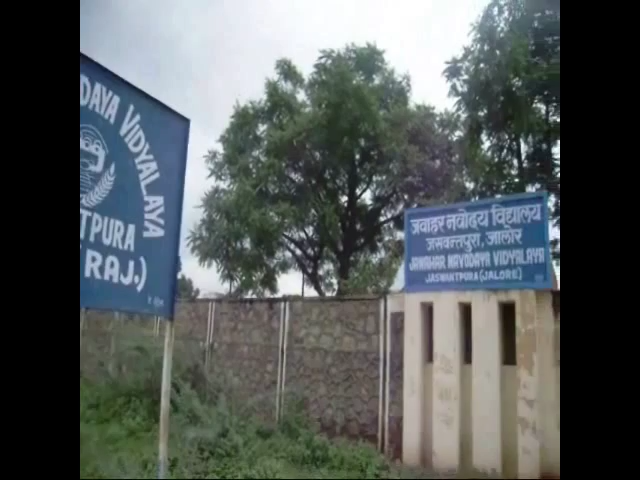 DAYA VIDYALAYA
TPURA
RAJ.)
जवाहर नवोदय विद्यालय
जसवन्तपुरा, जालोर
JAWAHAR NAVODAYA VIDYALAYA
JASWANTPURA (JALORE)